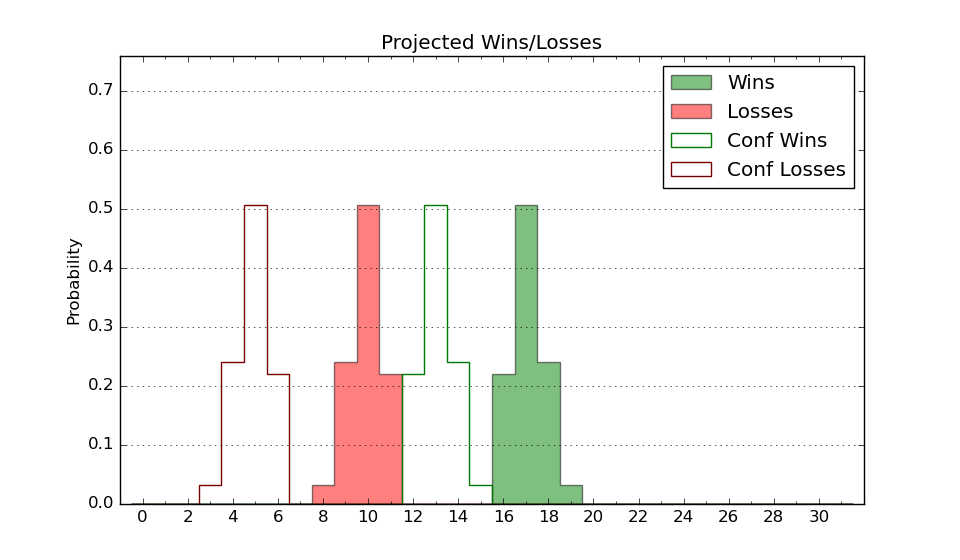 Projected Wins/Losses
Probability
0.7
0.6
0.5
0.4
0.3
0.2
0.1
0.0
0 2 4 6 8 10 12 14 16 18 20 22 24 26 28 30
Wins
Losses
Conf Wins
Conf Losses